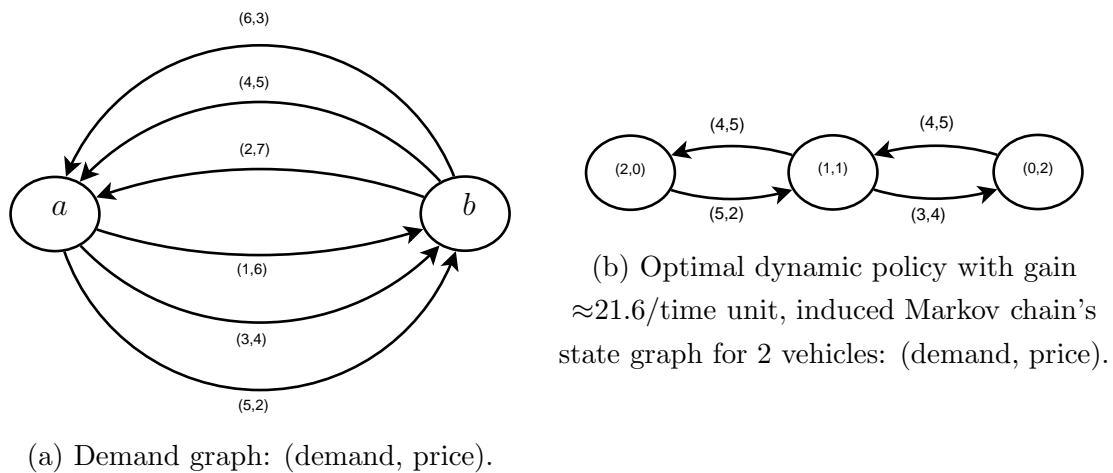 (6,3)
(4,5)
(2,7)
a
b
(1,6)
(3,4)
(5,2)
(a) Demand graph: (demand, price).
(4,5)
(4,5)
(2,0)
(1,1)
(0,2)
(5,2)
(3,4)
(b) Optimal dynamic policy with gain
≈21.6/time unit, induced Markov chain's
state graph for 2 vehicles: (demand, price).